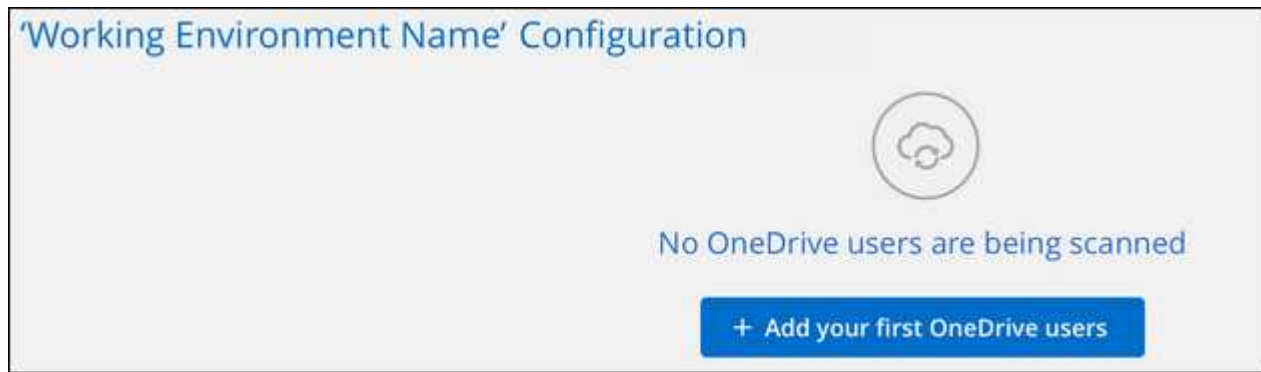 ‘Working Environment Name’ Configuration
No OneDrive users are being scanned
+ Add your first OneDrive users